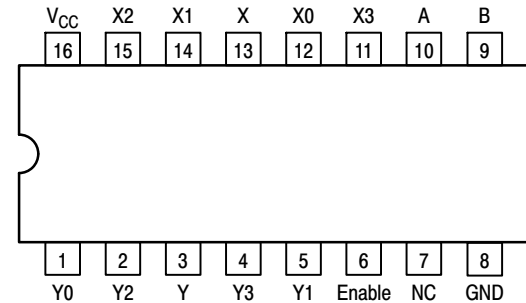 V_CC X2 X1 X X0 X3 A B
16 15 14 13 12 11 10 9
1 2 3 4 5 6 7 8
Y0 Y2 Y Y3 Y1 Enable NC GND